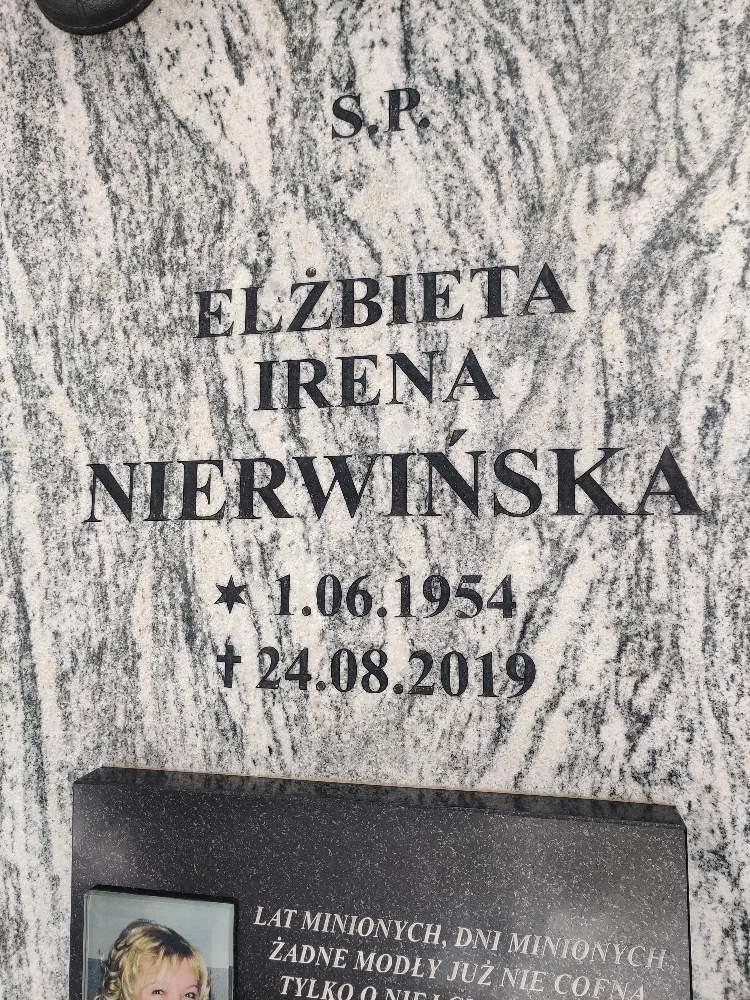 S.P.
ELŻBIETA
IRENA
NIERWIŃSKA
✶ 1.06.1954
✝ 24.08.2019
LAT MINIONYCH, DNI MINIONYCH
ŻADNE MODŁY JUŻ NIE COFNĄ
TYLKO O NIEJ